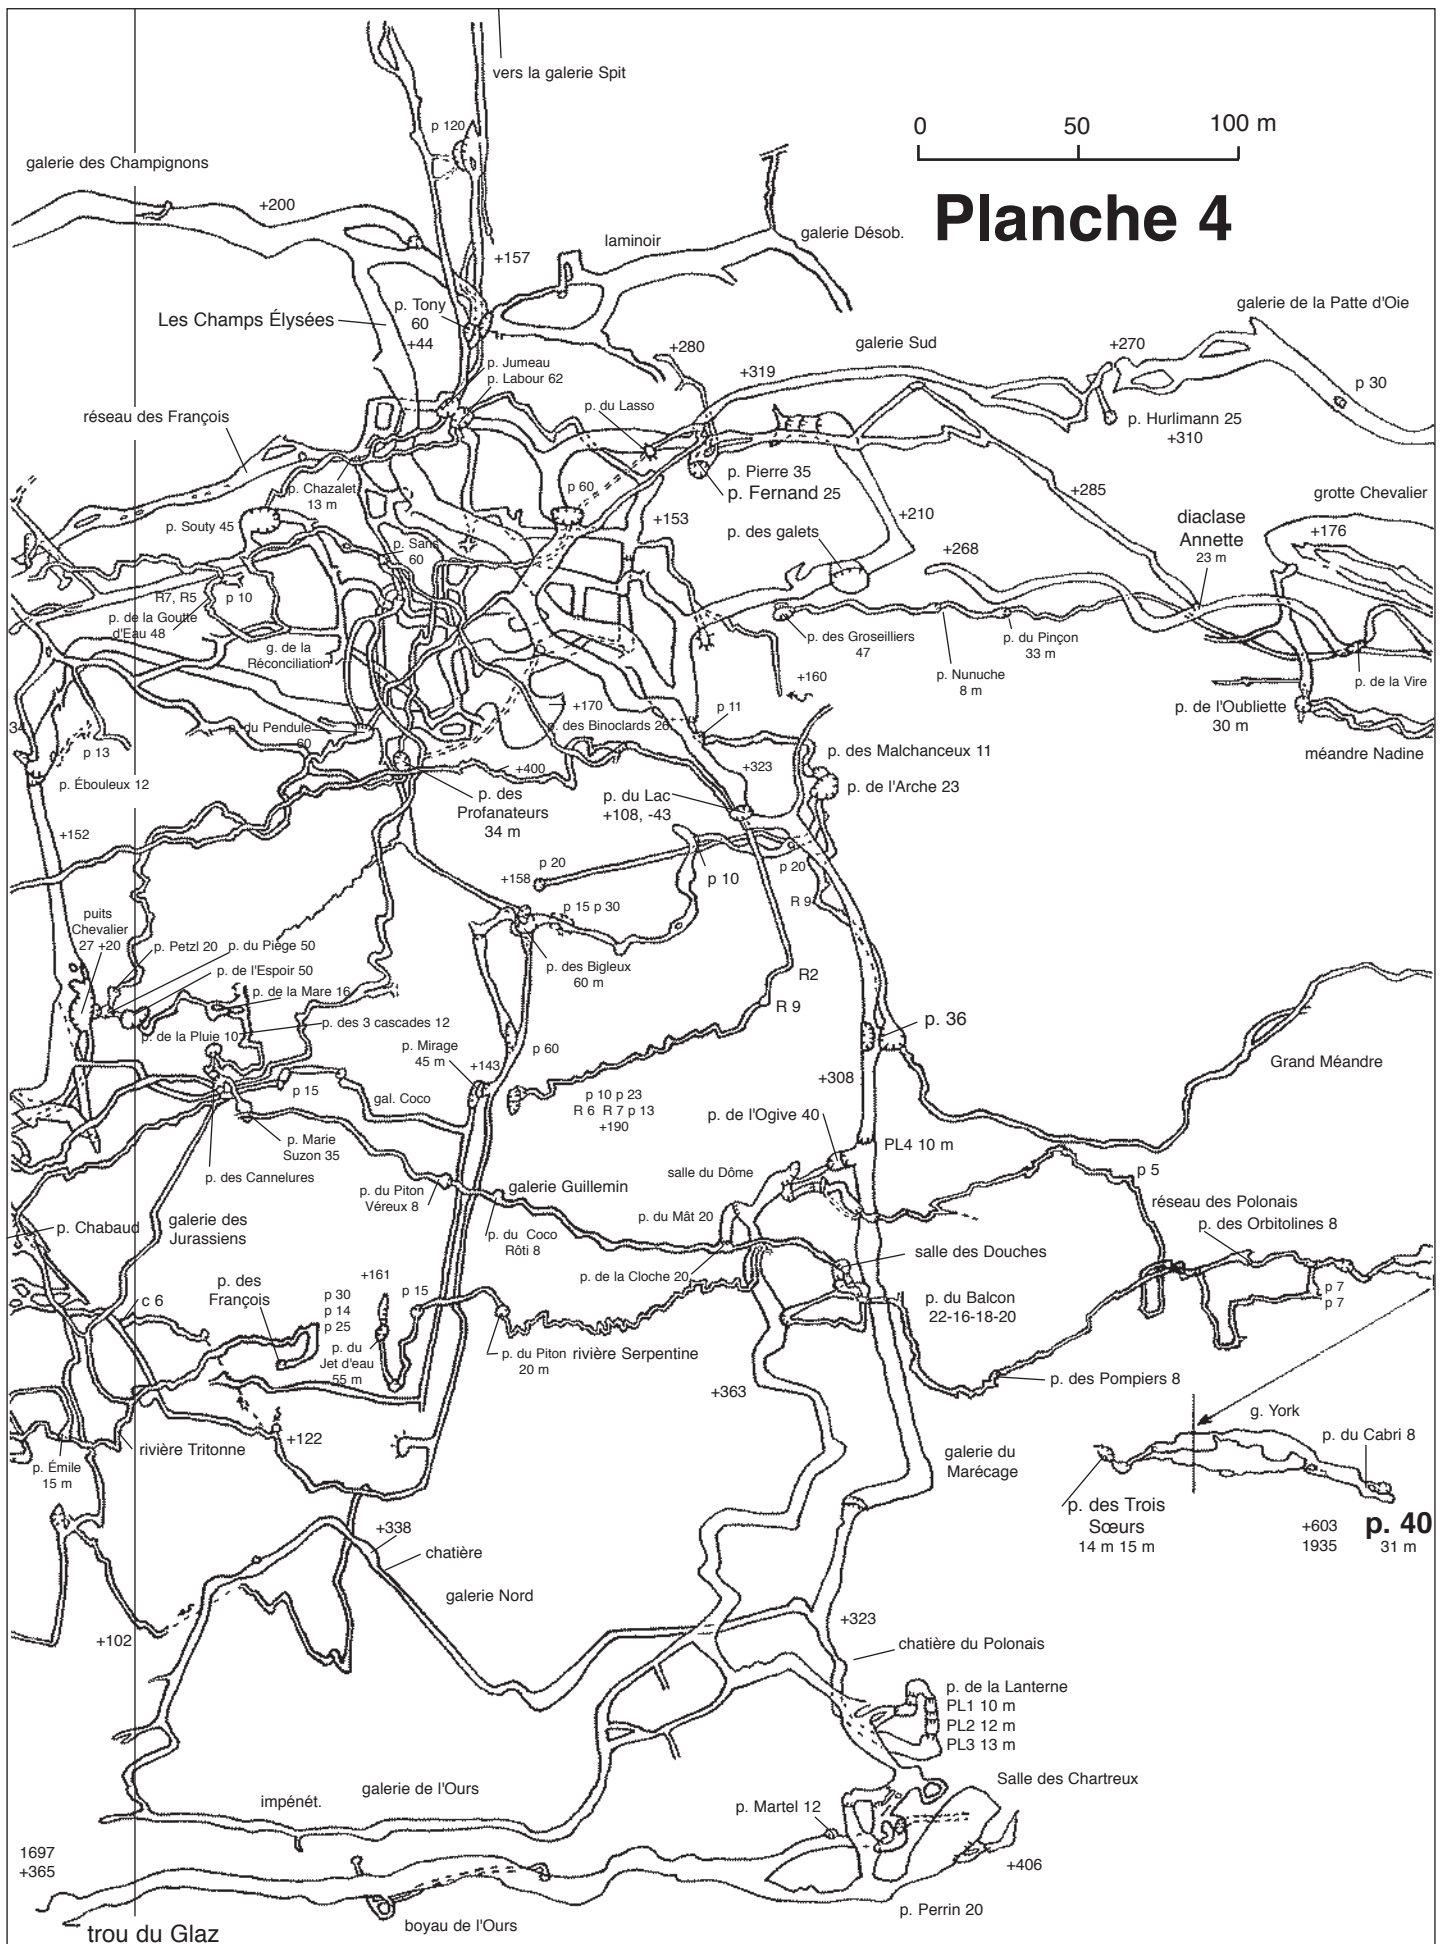 vers la galerie Spit
0 50 100 m
Planche 4
p 120
galerie des Champignons
+200
+157
laminoir
galerie Désob.
Les Champs Élysées
p. Tony
60
+44
galerie de la Patte d'Oie
+280
galerie Sud
+270
p. Jumeau
p. Labour 62
+319
p 30
réseau des François
p. du Lasso
p. Hurlimann 25
+310
p. Chazalet
13 m
p 60
p. Pierre 35
p. Fernand 25
+285
grotte Chevalier
p. Souty 45
+153
+210
p. des galets
diaclase
Annette
23 m
+176
p. Sans
60
+268
R7, R5
p 10
p. de la Goutte
d'Eau 48
g. de la
Réconciliation
p. des Groseilliers
47
p. du Pinçon
33 m
p. Nunuche
8 m
p. de la Vire
+160
+170
p. de l'Oubliette
30 m
méandre Nadine
34
p 13
p. du Pendule
60
p. des Binoclards 26
p 11
p. des Malchanceux 11
p. Ébouleux 12
+400
+323
p. de l'Arche 23
p. des
Profanateurs
34 m
p. du Lac
+108, -43
+152
p 20
+158
p 10
p 20
R 9
puits
Chevalier
27 +20
p. Petzl 20
p. du Piège 50
p. de l'Espoir 50
p. de la Mare 16
p 15 p 30
p. des Bigleux
60 m
R2
R 9
p. de la Pluie 10
p. des 3 cascades 12
p. 36
p. Mirage
45 m
+143
p 60
Grand Méandre
p 15
gal. Coco
p 10 p 23
R 6 R 7 p 13
+190
+308
p. de l'Ogive 40
p. Marie
Suzon 35
PL4 10 m
p. des Cannelures
salle du Dôme
p 5
p. du Piton
Véreux 8
galerie Guillemin
réseau des Polonais
p. Chabaud
galerie des
Jurassiens
p. du Mât 20
p. des Orbitolines 8
p. du Coco
Rôti 8
salle des Douches
p. de la Cloche 20
+161
p. des
François
p 30
p 14
p 25
p 15
c 6
p. du Balcon
22-16-18-20
p 7
p 7
p. du
Jet d'eau
55 m
p. du Piton
20 m
rivière Serpentine
+363
p. des Pompiers 8
g. York
p. du Cabri 8
+122
rivière Tritonne
p. Émile
15 m
galerie du
Marécage
p. des Trois
Sœurs
14 m 15 m
+603
1935
p. 40
31 m
+338
chatière
galerie Nord
+102
+323
chatière du Polonais
p. de la Lanterne
PL1 10 m
PL2 12 m
PL3 13 m
Salle des Chartreux
galerie de l'Ours
impénét.
p. Martel 12
1697
+365
+406
p. Perrin 20
boyau de l'Ours
trou du Glaz